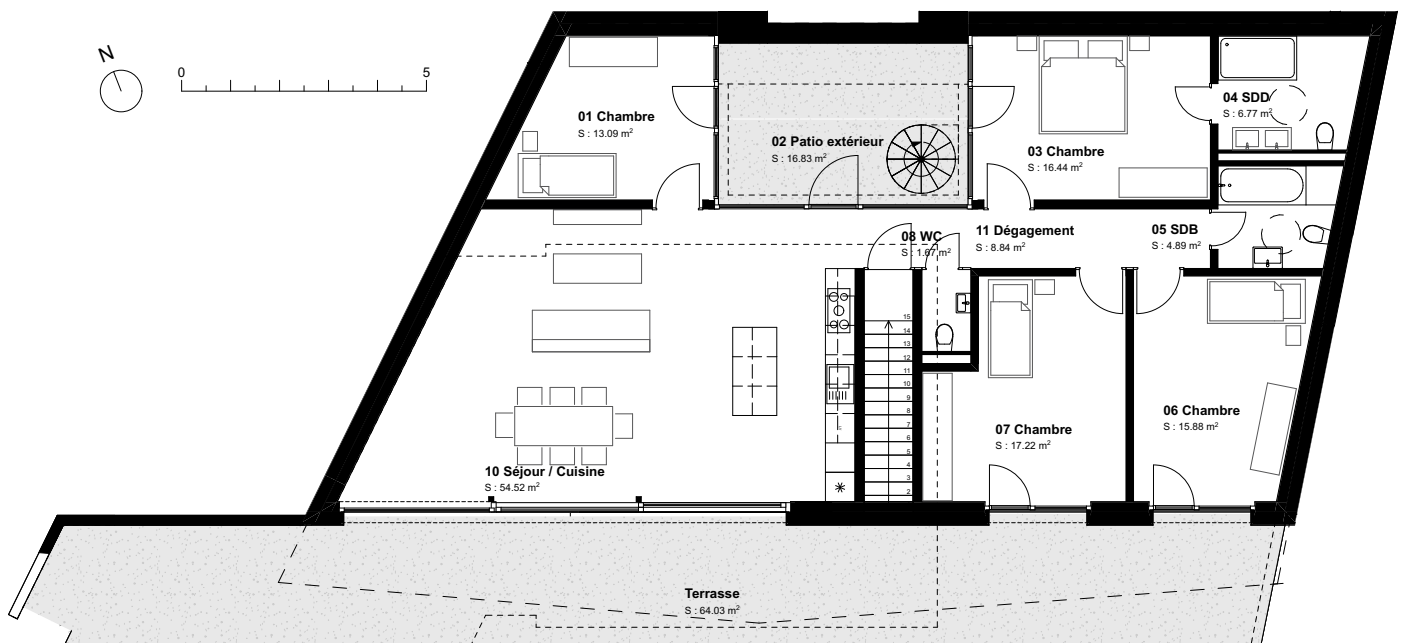 N
0 5
01 Chambre
S : 13.09 m²
02 Patio extérieur
S : 16.83 m²
03 Chambre
S : 16.44 m²
04 SDD
S : 6.77 m²
05 SDB
S : 4.89 m²
08 WC
S : 1.67 m²
11 Dégagement
S : 8.84 m²
15
14
13
12
11
10
9
8
7
6
5
4
3
2
06 Chambre
S : 15.88 m²
07 Chambre
S : 17.22 m²
10 Séjour / Cuisine
S : 54.52 m²
Terrasse
S : 64.03 m²